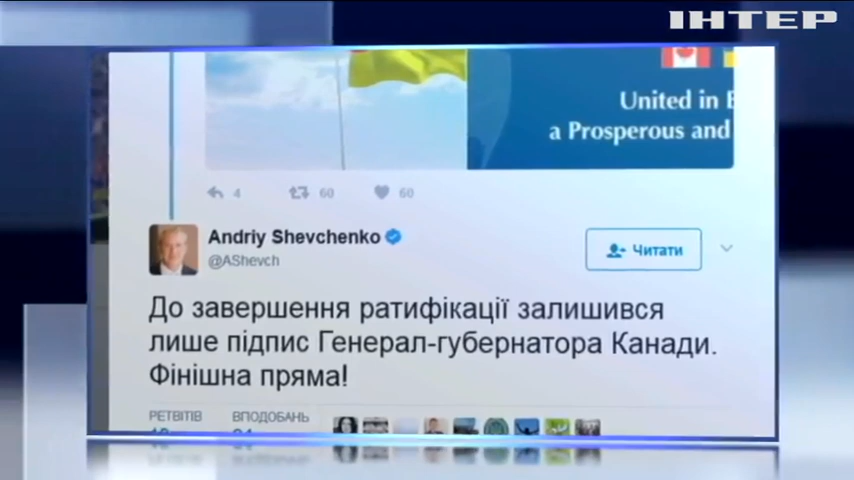 ІНТЕР
United in
a Prosperous and
4 60 60
Andriy Shevchenko
@AShevch
Читати
До завершення ратифікації залишився
лише підпис Генерал-губернатора Канади.
Фінішна пряма!
РЕТВІТІВ ВПОДОБАНЬ